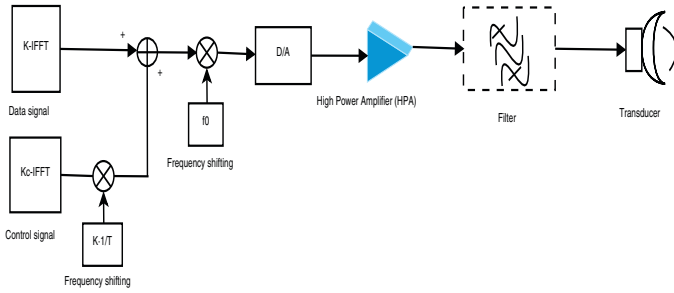 K-IFFT
Data signal
+
+
D/A
High Power Amplifier (HPA)
Filter
Transducer
f0
Frequency shifting
Kc-IFFT
Control signal
K-1/T
Frequency shifting